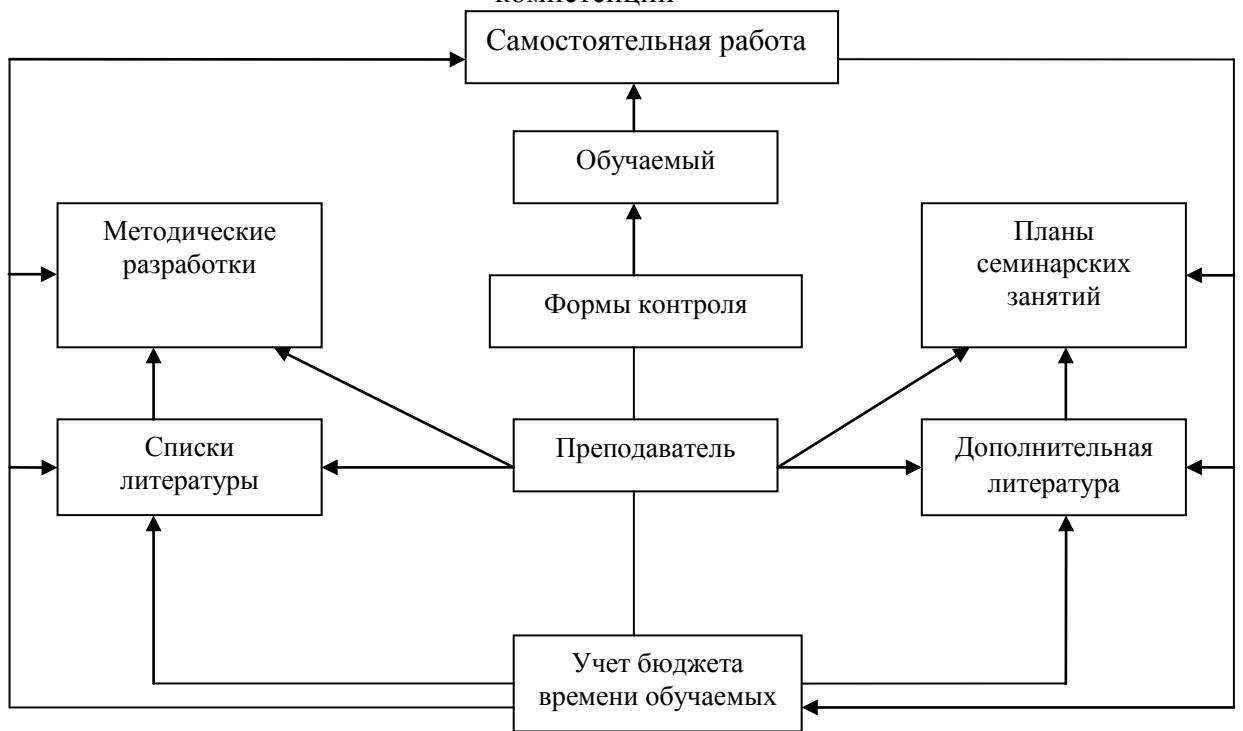 Самостоятельная работа
Обучаемый
Методические
разработки
Планы
семинарских
занятий
Формы контроля
Списки
литературы
Преподаватель
Дополнительная
литература
Учет бюджета
времени обучаемых